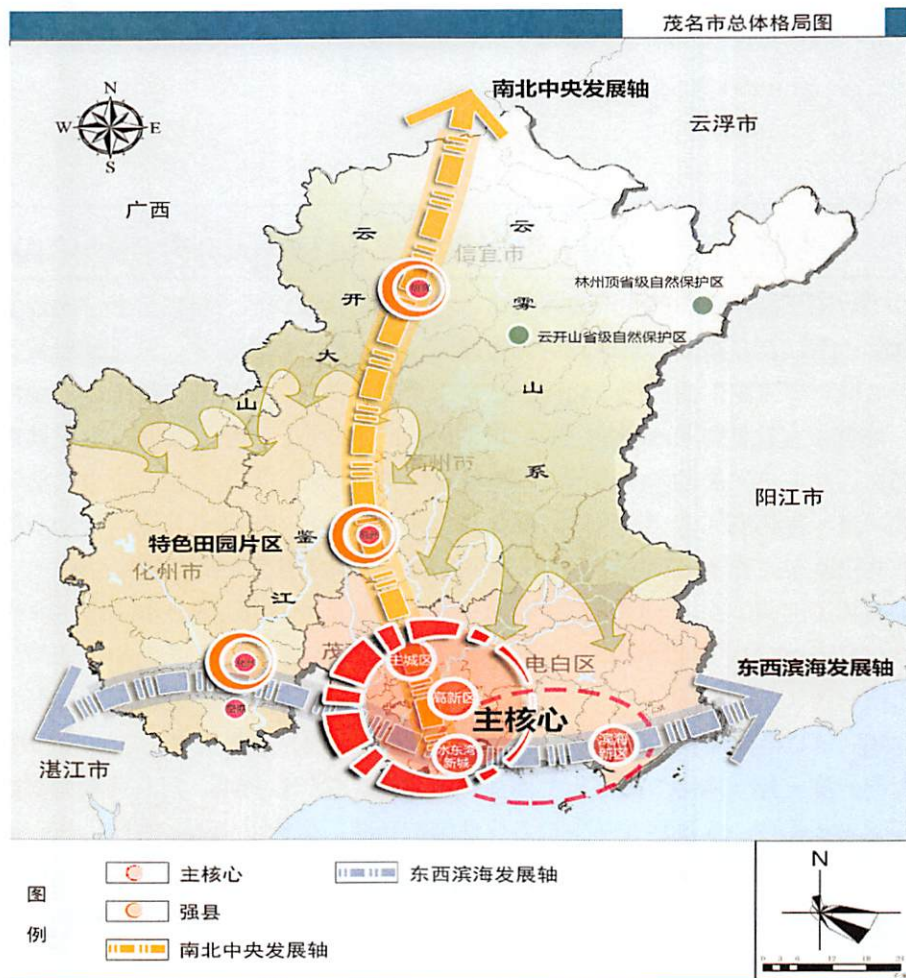 茂名市总体格局图
N
W
E
S
南北中央发展轴
云浮市
广西
云开大山
云雾山系
信宜市
林州顶省级自然保护区
云开山省级自然保护区
高州市
阳江市
特色田园片区
化州市
鉴江
主城区
电白区
高新区
东西滨海发展轴
主核心
水东湾
新城
滨海
新区
湛江市
图例
主核心
东西滨海发展轴
强县
南北中央发展轴
N